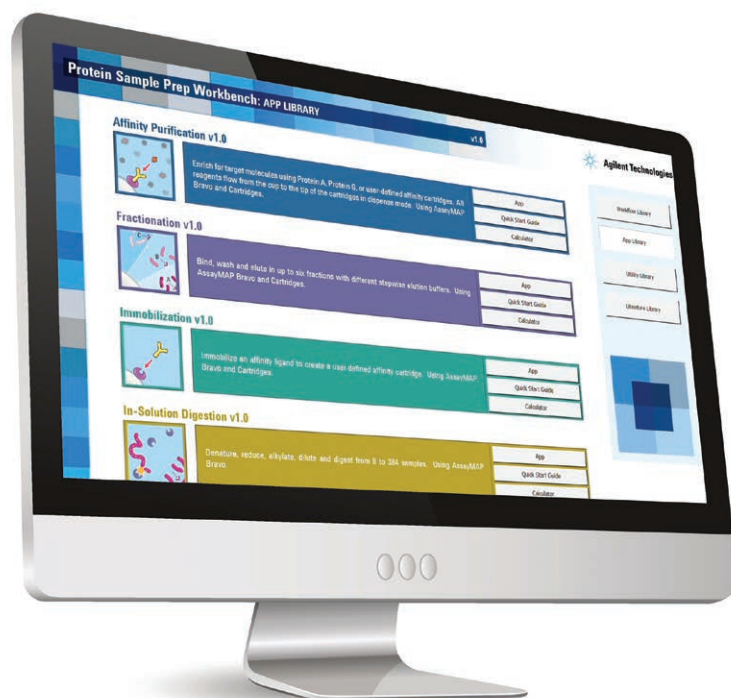 Protein Sample Prep Workbench: APP LIBRARY
v1.0
Agilent Technologies
Affinity Purification v1.0
Enrich for target molecules using Protein A, Protein G, or user-defined affinity cartridges. All
reagents flow from the cup to the tip of the cartridges in dispense mode. Using AssayMAP
Bravo and Cartridges.
App
Quick Start Guide
Calculator
Fractionation v1.0
Bind, wash and elute in up to six fractions with different stepwise elution buffers. Using
AssayMAP Bravo and Cartridges.
App
Quick Start Guide
Calculator
Immobilization v1.0
Immobilize an affinity ligand to create a user-defined affinity cartridge. Using AssayMAP
Bravo and Cartridges.
App
Quick Start Guide
Calculator
In-Solution Digestion v1.0
Denature, reduce, alkylate, dilute and digest from 8 to 384 samples. Using AssayMAP
Bravo.
App
Quick Start Guide
Calculator
Workflow Library
App Library
Utility Library
Literature Library